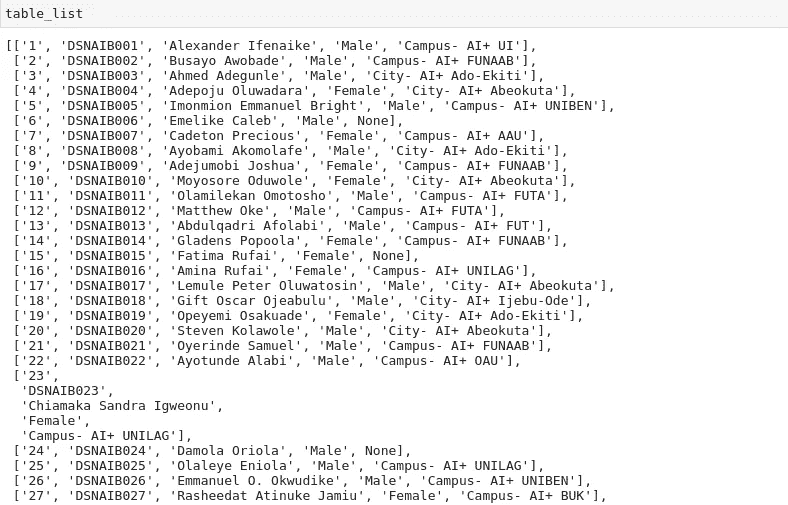 table_list
[['1', 'DSNAIB001', 'Alexander Ifenaike', 'Male', 'Campus- AI+ UI'],
['2', 'DSNAIB002', 'Busayo Awobade', 'Male', 'Campus- AI+ FUNAAB'],
['3', 'DSNAIB003', 'Ahmed Adegunle', 'Male', 'City- AI+ Ado-Ekiti'],
['4', 'DSNAIB004', 'Adepoju Oluwadara', 'Female', 'City- AI+ Abeokuta'],
['5', 'DSNAIB005', 'Imonmion Emmanuel Bright', 'Male', 'Campus- AI+ UNIBEN'],
['6', 'DSNAIB006', 'Emelike Caleb', 'Male', None],
['7', 'DSNAIB007', 'Cadeton Precious', 'Female', 'Campus- AI+ AAU'],
['8', 'DSNAIB008', 'Ayobami Akomolafe', 'Male', 'City- AI+ Ado-Ekiti'],
['9', 'DSNAIB009', 'Adejumobi Joshua', 'Female', 'Campus- AI+ FUNAAB'],
['10', 'DSNAIB010', 'Moyosore Oduwole', 'Female', 'City- AI+ Abeokuta'],
['11', 'DSNAIB011', 'Olamilekan Omotosho', 'Male', 'Campus- AI+ FUTA'],
['12', 'DSNAIB012', 'Matthew Oke', 'Male', 'Campus- AI+ FUTA'],
['13', 'DSNAIB013', 'Abdulqadri Afolabi', 'Male', 'Campus- AI+ FUT'],
['14', 'DSNAIB014', 'Gladens Popoola', 'Female', 'Campus- AI+ FUNAAB'],
['15', 'DSNAIB015', 'Fatima Rufai', 'Female', None],
['16', 'DSNAIB016', 'Amina Rufai', 'Female', 'Campus- AI+ UNILAG'],
['17', 'DSNAIB017', 'Lemule Peter Oluwatosin', 'Male', 'City- AI+ Abeokuta'],
['18', 'DSNAIB018', 'Gift Oscar Ojeabulu', 'Male', 'City- AI+ Ijebu-Ode'],
['19', 'DSNAIB019', 'Opeyemi Osakuade', 'Female', 'City- AI+ Ado-Ekiti'],
['20', 'DSNAIB020', 'Steven Kolawole', 'Male', 'City- AI+ Abeokuta'],
['21', 'DSNAIB021', 'Oyerinde Samuel', 'Male', 'Campus- AI+ FUNAAB'],
['22', 'DSNAIB022', 'Ayotunde Alabi', 'Male', 'Campus- AI+ OAU'],
['23',
'DSNAIB023',
'Chiamaka Sandra Igweonu',
'Female',
'Campus- AI+ UNILAG'],
['24', 'DSNAIB024', 'Damola Oriola', 'Male', None],
['25', 'DSNAIB025', 'Olaleye Eniola', 'Male', 'Campus- AI+ UNILAG'],
['26', 'DSNAIB026', 'Emmanuel O. Okwudike', 'Male', 'Campus- AI+ UNIBEN'],
['27', 'DSNAIB027', 'Rasheedat Atinuke Jamiu', 'Female', 'Campus- AI+ BUK'],